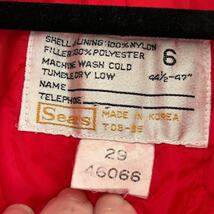 SHELL & LINING: 100% NYLON
FILLER: 100% POLYESTER
6
MACHINE WASH COLD
TUMBLE DRY LOW
44½-47"
NAME
TELEPHONE
Sears
MADE IN KOREA
29
46066